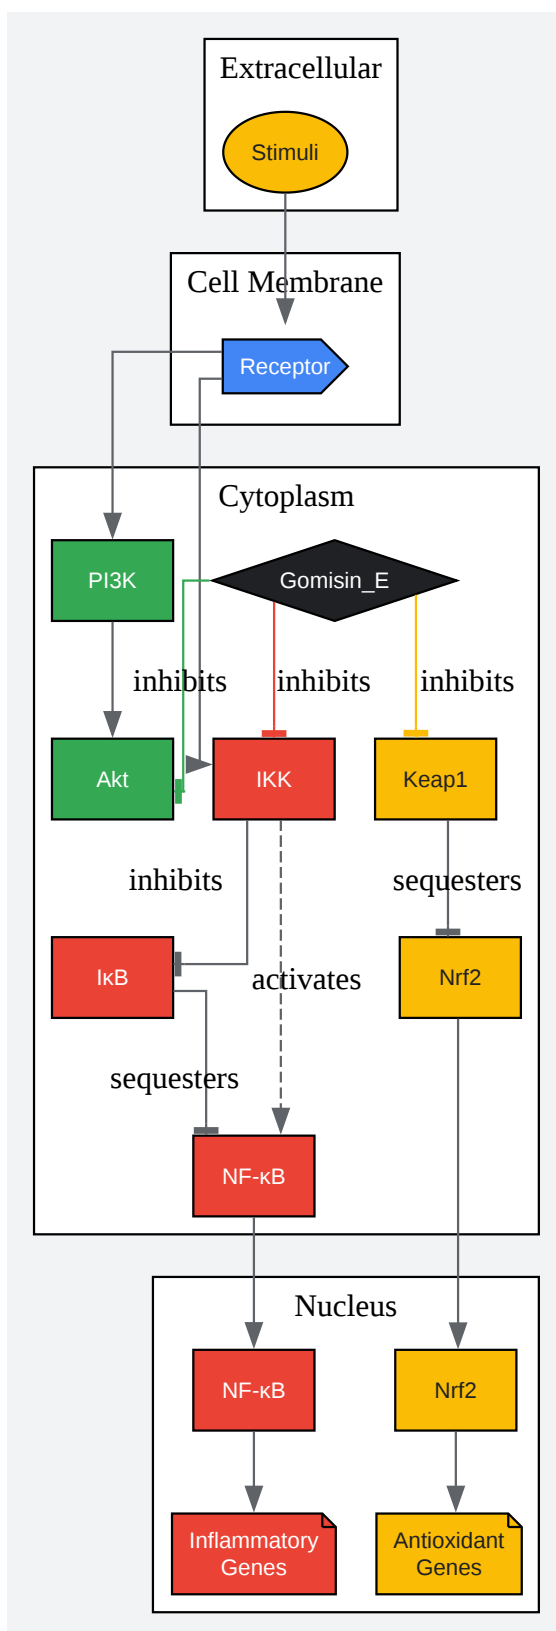 Extracellular
Stimuli
Cell Membrane
Receptor
Cytoplasm
PI3K
Gomisin_E
inhibits
inhibits
inhibits
Akt
IKK
Keap1
inhibits
sequesters
IκB
activates
Nrf2
sequesters
NF-κB
Nucleus
NF-κB
Nrf2
Inflammatory
Genes
Antioxidant
Genes